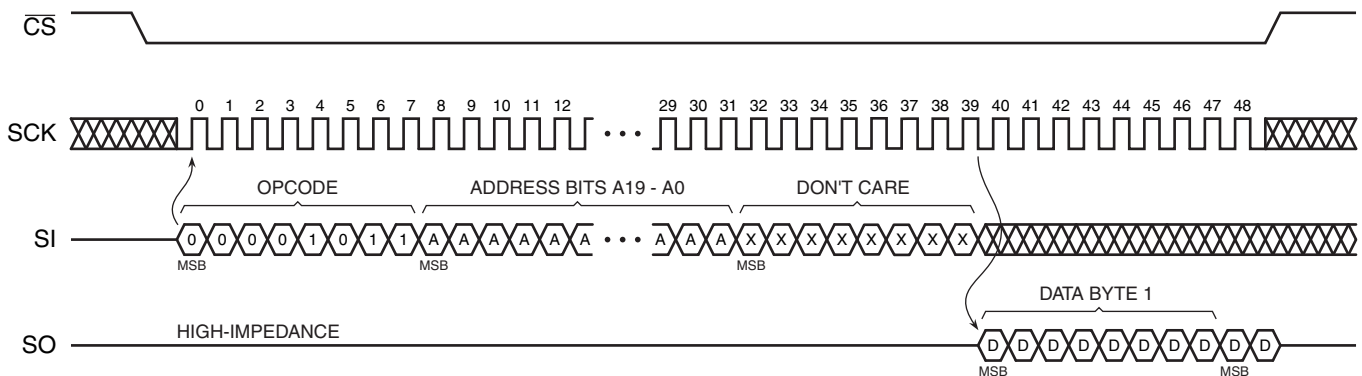 CS
0 1 2 3 4 5 6 7 8 9 10 11 12 29 30 31 32 33 34 35 36 37 38 39 40 41 42 43 44 45 46 47 48
SCK • • •
OPCODE ADDRESS BITS A19 - A0 DON'T CARE
SI 0 0 0 0 1 0 1 1 A A A A A A • • • A A A X X X X X X X X
MSB MSB MSB
DATA BYTE 1
HIGH-IMPEDANCE
SO D D D D D D D D D D
MSB MSB